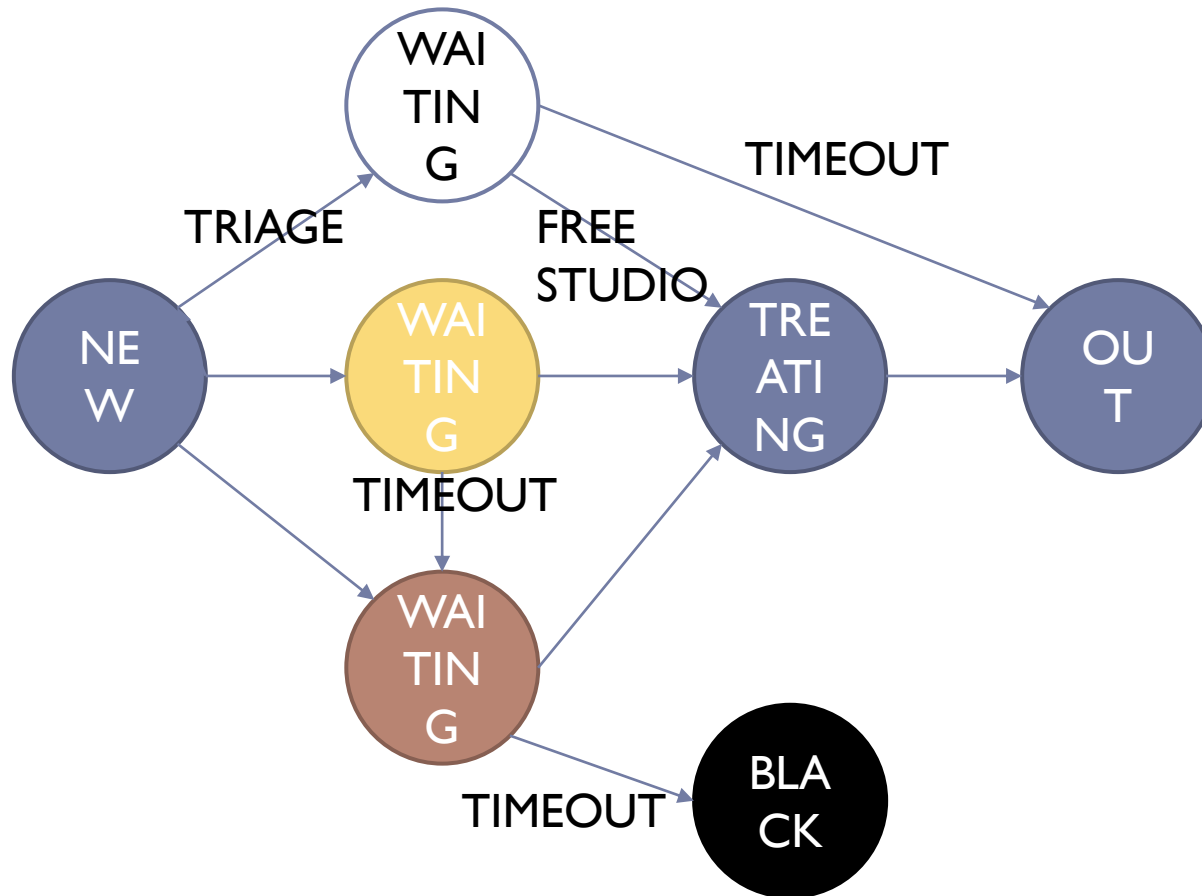 WAI
TIN
G
TIMEOUT
TRIAGE
FREE
STUDIO
NE
W
WAI
TIN
G
TRE
ATI
NG
OU
T
TIMEOUT
WAI
TIN
G
TIMEOUT
BLA
CK